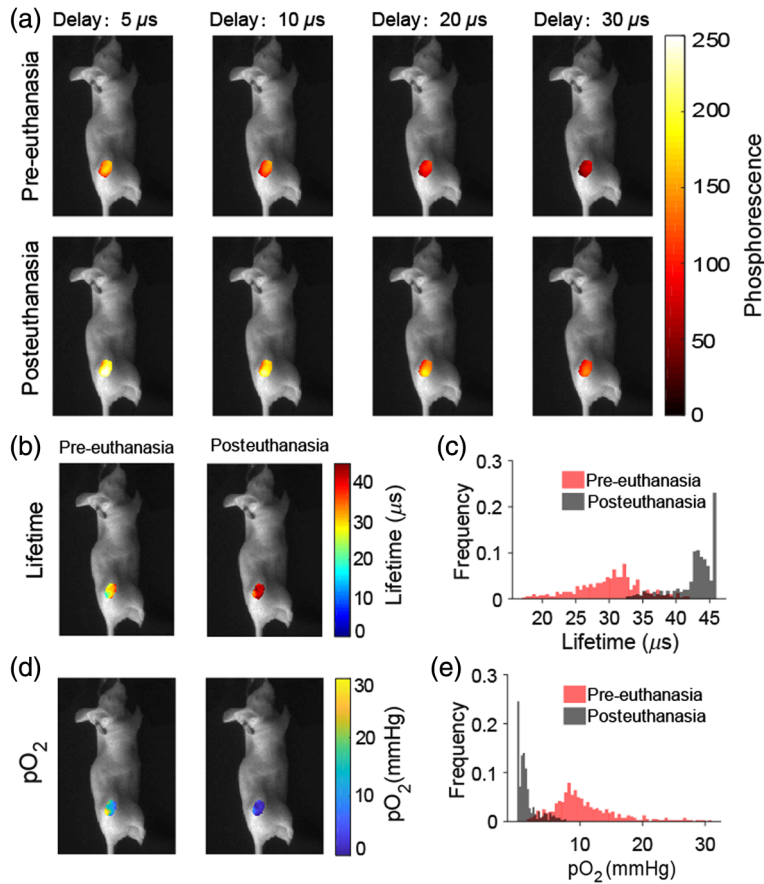 (a) Delay: 5 μs Delay: 10 μs Delay: 20 μs Delay: 30 μs
Pre-euthanasia
Posteuthanasia
250
200
150
100
50
0
Phosphorescence
(b) Pre-euthanasia Posteuthanasia
Lifetime
40
30
20
10
0
Lifetime (μs)
(c)
Frequency
0.3
0.2
0.1
0
Pre-euthanasia
Posteuthanasia
20 25 30 35 40 45
Lifetime (μs)
(d)
pO2
30
20
10
0
pO2(mmHg)
(e)
Frequency
0.3
0.2
0.1
0
Pre-euthanasia
Posteuthanasia
10 20 30
pO2(mmHg)